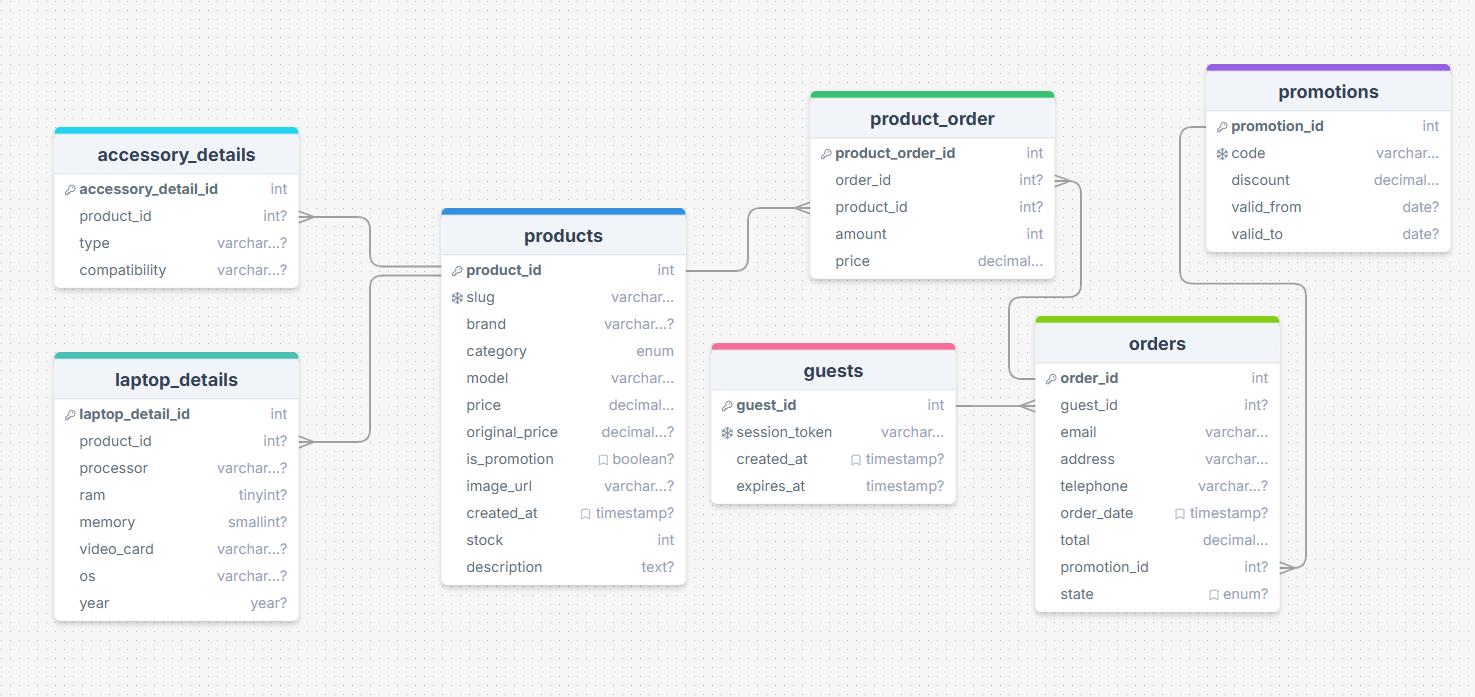 accessory_details
accessory_detail_id int
product_id int?
type varchar...?
compatibility varchar...?
laptop_details
laptop_detail_id int
product_id int?
processor varchar...?
ram tinyint?
memory smallint?
video_card varchar...?
os varchar...?
year year?
products
product_id int
slug varchar...
brand varchar...?
category enum
model varchar...
price decimal...
original_price decimal...?
is_promotion boolean?
image_url varchar...?
created_at timestamp?
stock int
description text?
product_order
product_order_id int
order_id int?
product_id int?
amount int
price decimal...
guests
guest_id int
session_token varchar...
created_at timestamp?
expires_at timestamp?
promotions
promotion_id int
code varchar...
discount decimal...
valid_from date?
valid_to date?
orders
order_id int
guest_id int?
email varchar...
address varchar...
telephone varchar...?
order_date timestamp?
total decimal...
promotion_id int?
state enum?